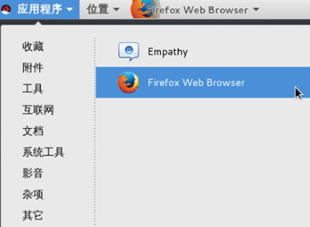 应用程序 位置 Firefox Web Browser
收藏
附件
工具
互联网
文档
系统工具
影音
杂项
其它
Empathy
Firefox Web Browser